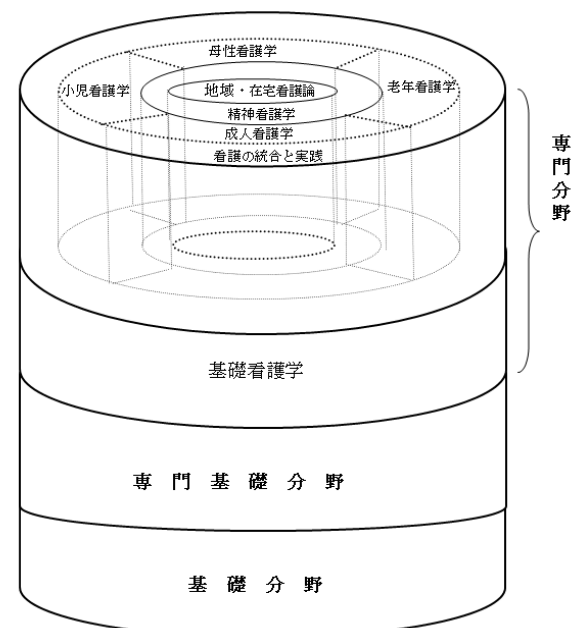 母性看護学
小児看護学
地域・在宅看護論
老年看護学
精神看護学
成人看護学
看護の統合と実践
専門分野
基礎看護学
専門基礎分野
基礎分野